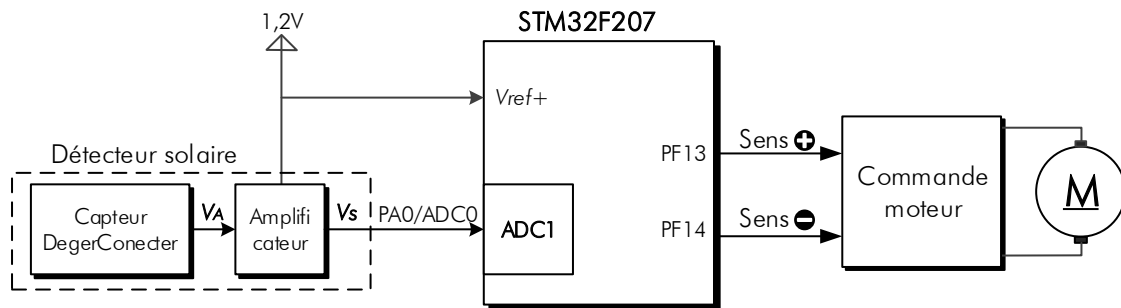 STM32F207
1,2V
Vref+
Détecteur solaire
Capteur
DegerConecter
VA
Amplifi
cateur
VS
PA0/ADC0
ADC1
PF13
PF14
Sens +
Sens -
Commande
moteur
M